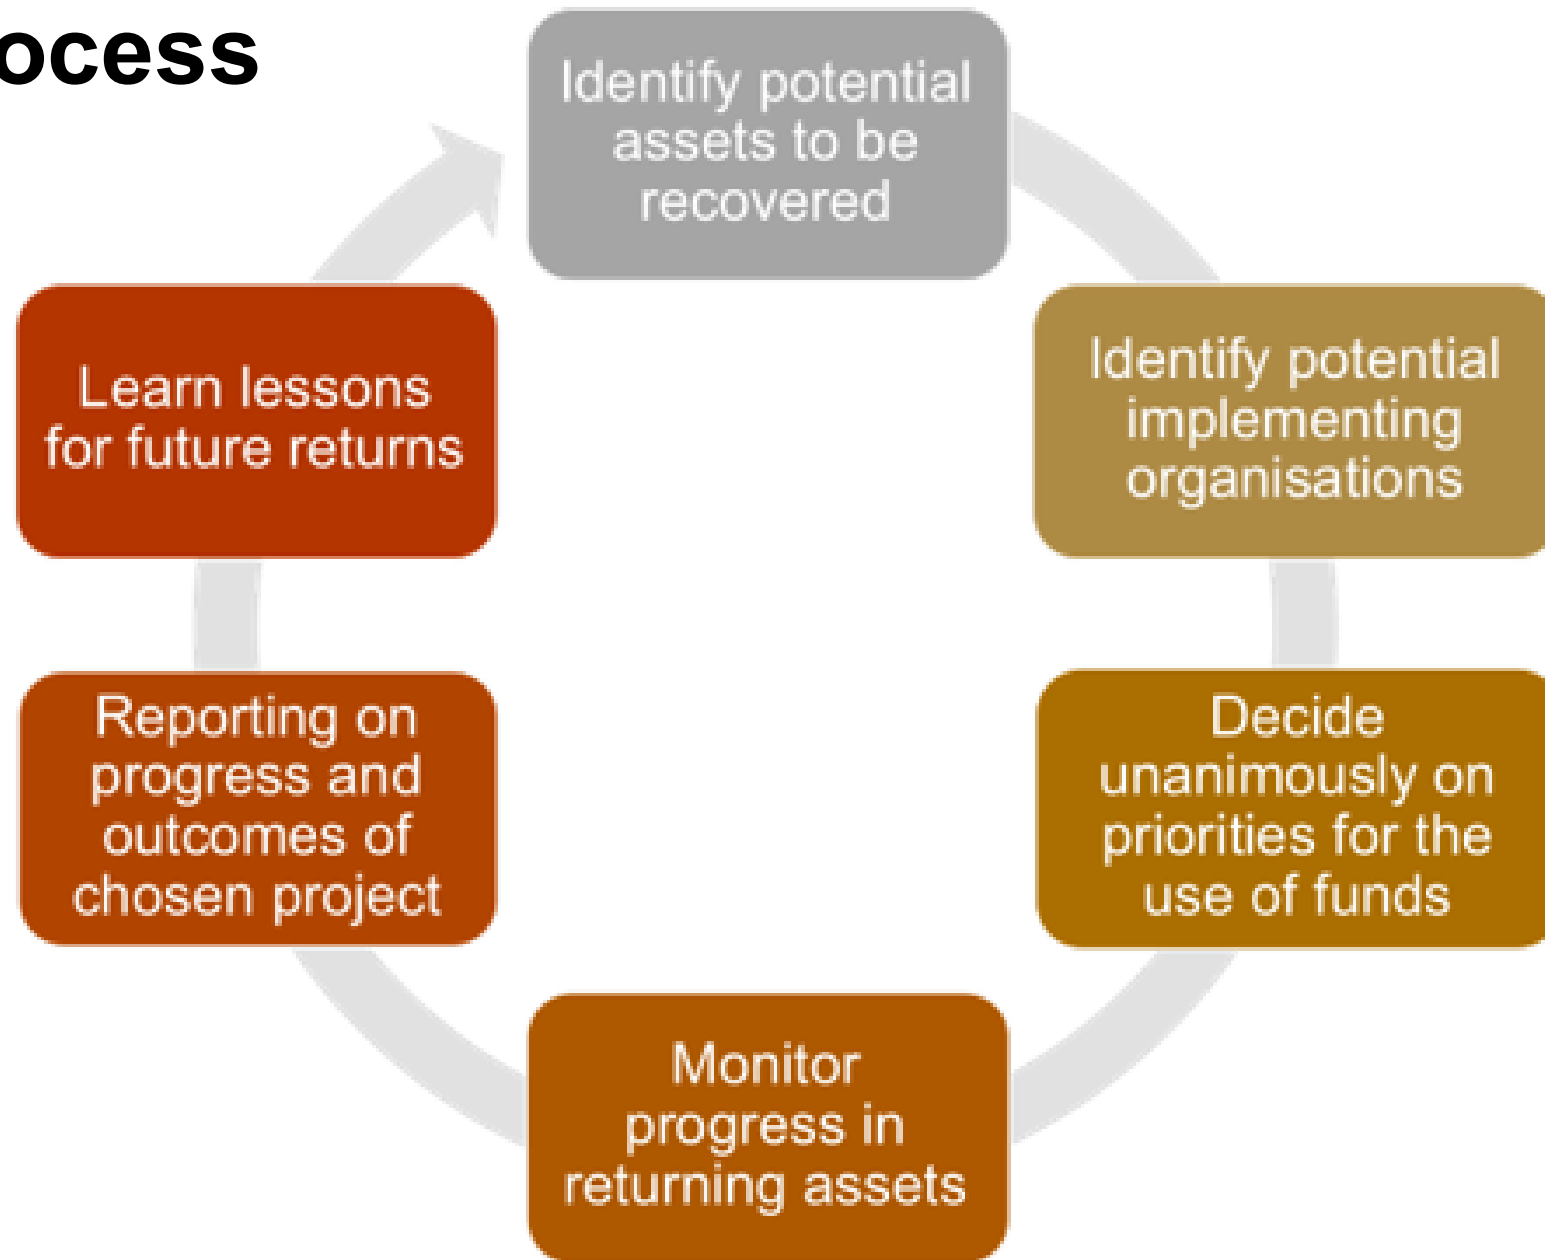 ocess
Identify potential
assets to be
recovered
Identify potential
implementing
organisations
Decide
unanimously on
priorities for the
use of funds
Monitor
progress in
returning assets
Reporting on
progress and
outcomes of
chosen project
Learn lessons
for future returns